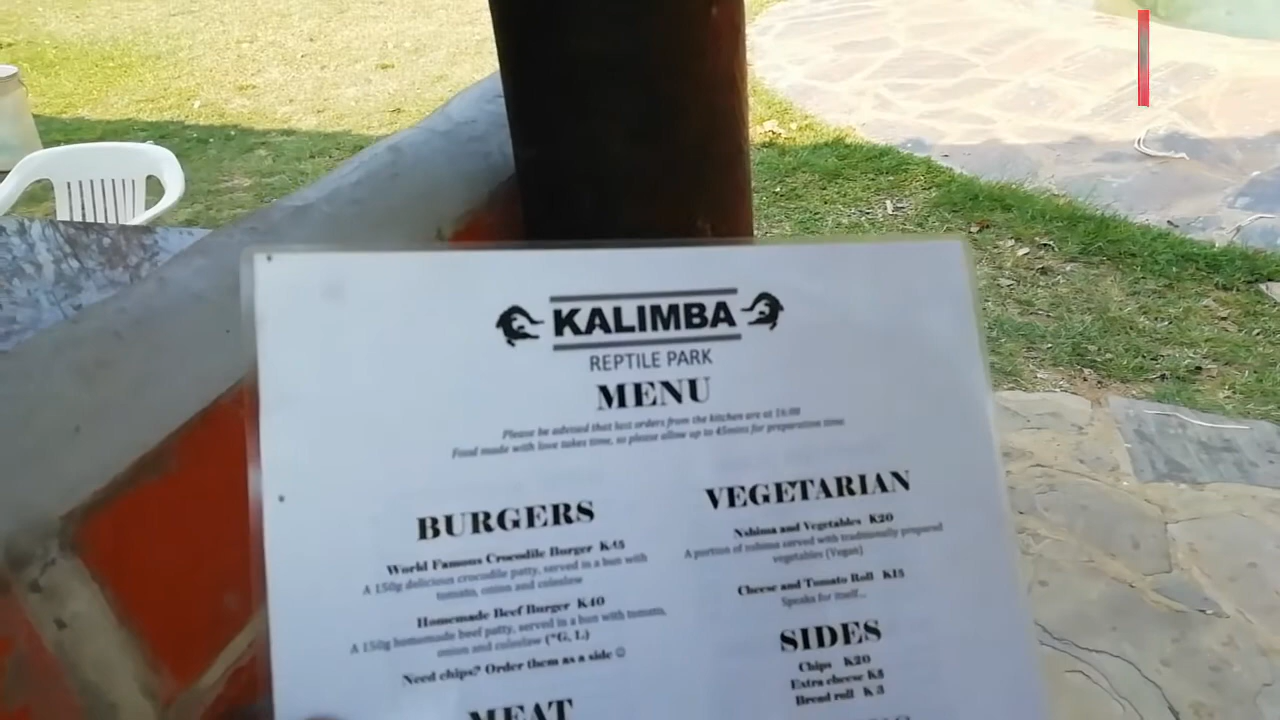 KALIMBA
REPTILE PARK
MENU
Please be advised that last orders from the kitchen are at 16:00
Food made with love takes time, so please allow up to 45mins for preparation time
BURGERS
World Famous Crocodile Burger K45
A 150g delicious crocodile patty, served in a bun with
tomato, onion and coleslaw
Homemade Beef Burger K40
A 150g homemade beef patty, served in a bun with tomato,
onion and coleslaw (*G, L)
Need chips? Order them as a side ☺
MEAT
VEGETARIAN
Nshima and Vegetables K20
A portion of nshima served with traditionally prepared
vegetables (Vegan)
Cheese and Tomato Roll K15
Speaks for itself...
SIDES
Chips K20
Extra cheese K5
Bread roll K 3